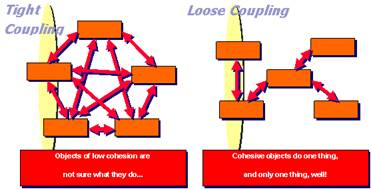 Tight
Coupling
Loose Coupling
Objects of low cohesion are
not sure what they do...
Cohesive objects do one thing,
and only one thing, well!